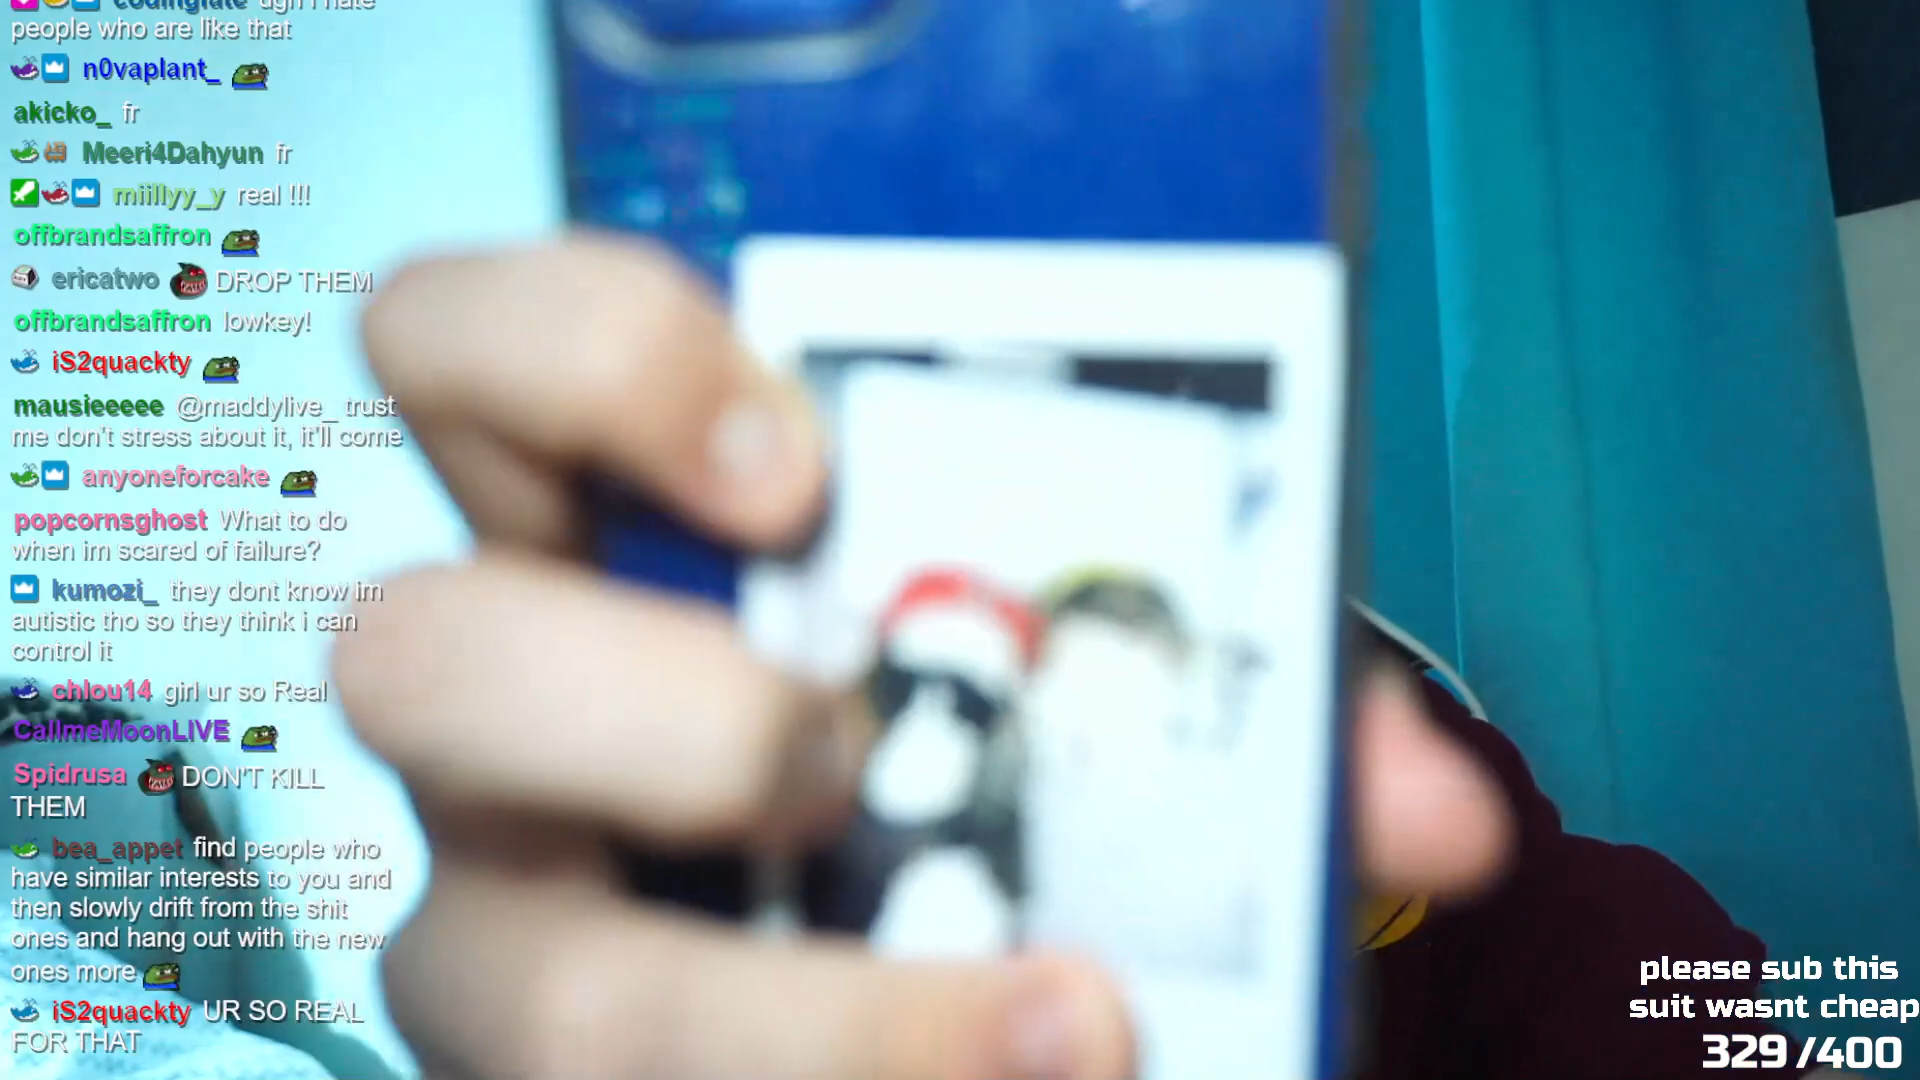 codinglate ugh i hate
people who are like that
n0vaplant_
akicko_ fr
Meeri4Dahyun fr
miillyy_y real !!!
offbrandsaffron
ericatwo DROP THEM
offbrandsaffron lowkey!
iS2quackty
mausieeeee @maddylive_ trust
me don't stress about it, it'll come
anyoneforcake
popcornsghost What to do
when im scared of failure?
kumozi_ they dont know im
autistic tho so they think i can
control it
chlou14 girl ur so Real
CallmeMoonLIVE
Spidrusa DON'T KILL
THEM
bea_appet find people who
have similar interests to you and
then slowly drift from the shit
ones and hang out with the new
ones more
iS2quackty UR SO REAL
FOR THAT
please sub this
suit wasnt cheap
329/400